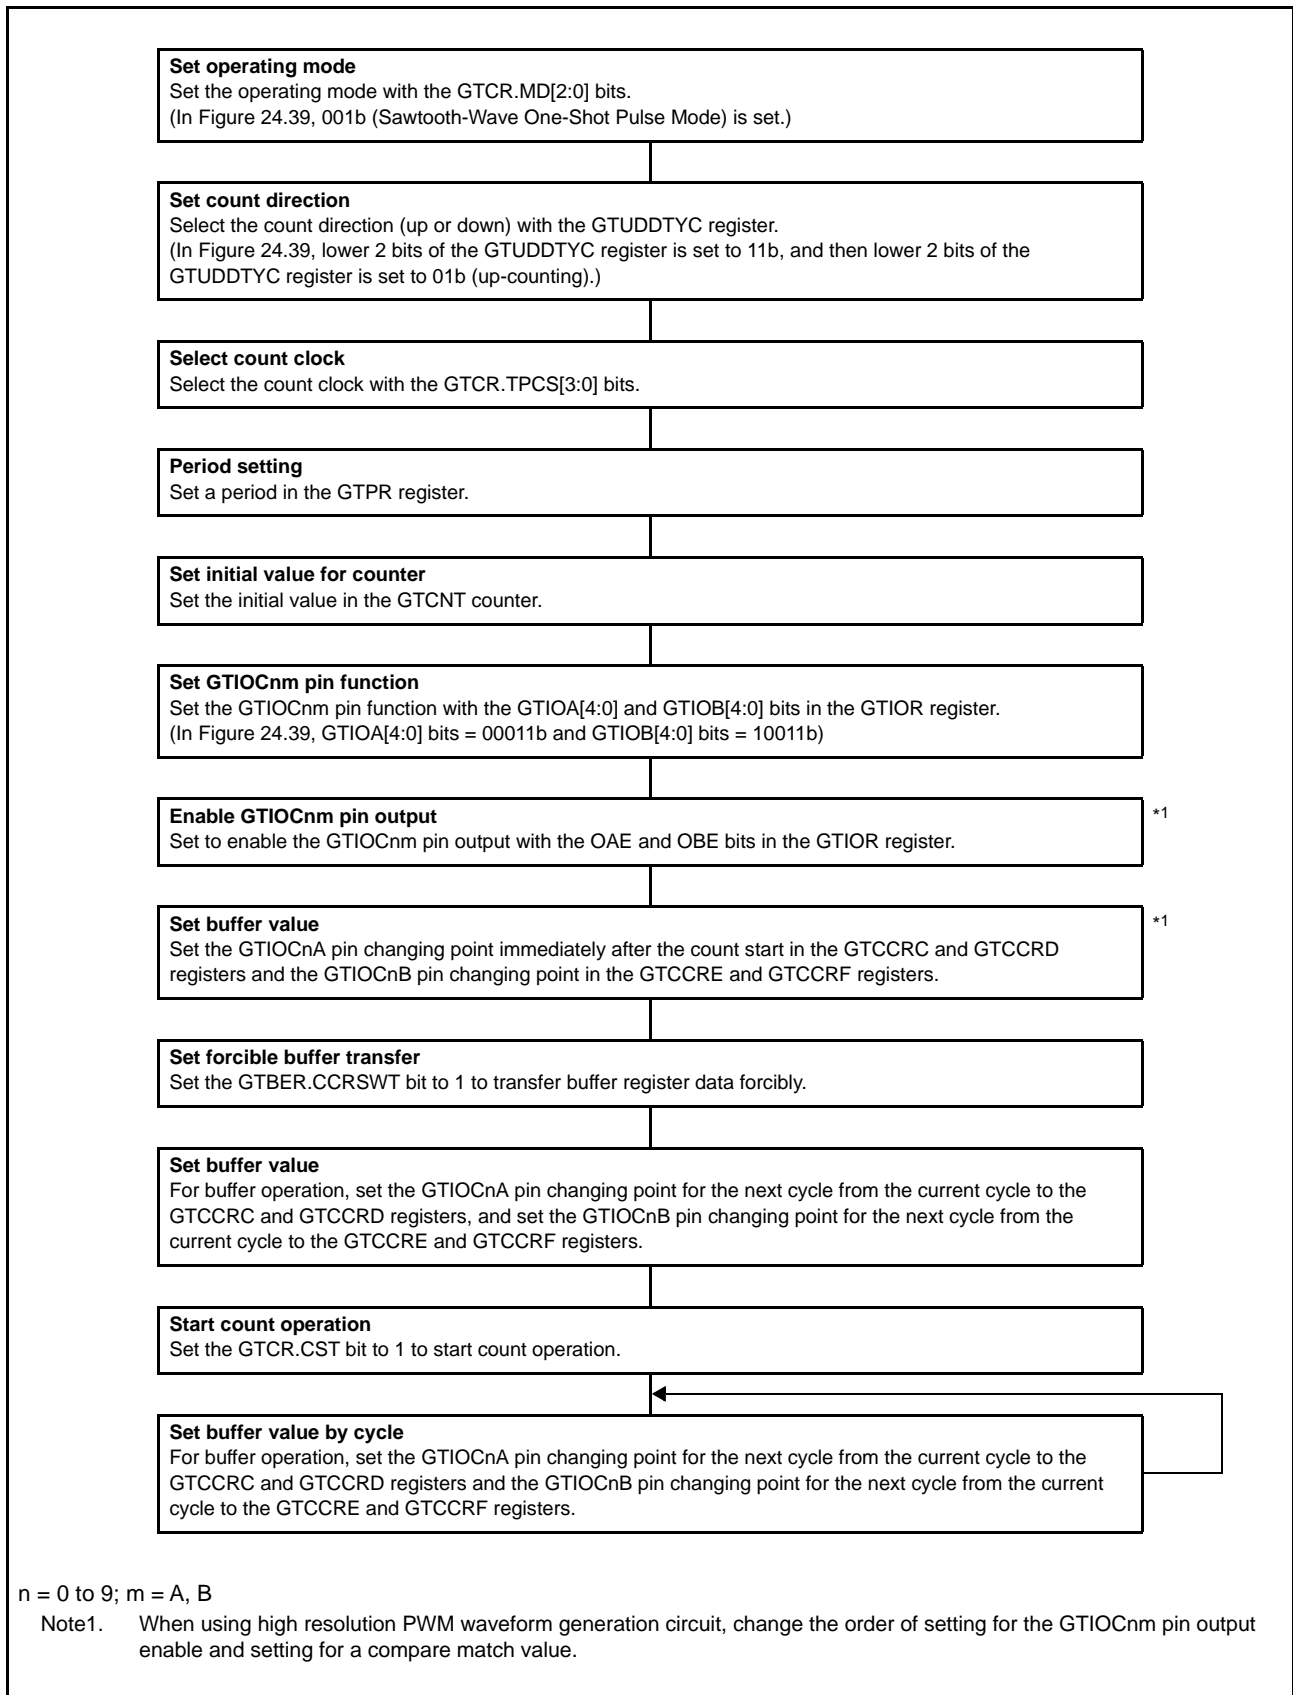 Set operating mode
Set the operating mode with the GTCR.MD[2:0] bits.
(In Figure 24.39, 001b (Sawtooth-Wave One-Shot Pulse Mode) is set.)
Set count direction
Select the count direction (up or down) with the GTUDDTYC register.
(In Figure 24.39, lower 2 bits of the GTUDDTYC register is set to 11b, and then lower 2 bits of the
GTUDDTYC register is set to 01b (up-counting).)
Select count clock
Select the count clock with the GTCR.TPCS[3:0] bits.
Period setting
Set a period in the GTPR register.
Set initial value for counter
Set the initial value in the GTCNT counter.
Set GTIOCnm pin function
Set the GTIOCnm pin function with the GTIOA[4:0] and GTIOB[4:0] bits in the GTIOR register.
(In Figure 24.39, GTIOA[4:0] bits = 00011b and GTIOB[4:0] bits = 10011b)
Enable GTIOCnm pin output *1
Set to enable the GTIOCnm pin output with the OAE and OBE bits in the GTIOR register.
Set buffer value *1
Set the GTIOCnA pin changing point immediately after the count start in the GTCCRC and GTCCRD
registers and the GTIOCnB pin changing point in the GTCCRE and GTCCRF registers.
Set forcible buffer transfer
Set the GTBER.CCRSWT bit to 1 to transfer buffer register data forcibly.
Set buffer value
For buffer operation, set the GTIOCnA pin changing point for the next cycle from the current cycle to the
GTCCRC and GTCCRD registers, and set the GTIOCnB pin changing point for the next cycle from the
current cycle to the GTCCRE and GTCCRF registers.
Start count operation
Set the GTCR.CST bit to 1 to start count operation.
Set buffer value by cycle
For buffer operation, set the GTIOCnA pin changing point for the next cycle from the current cycle to the
GTCCRC and GTCCRD registers and the GTIOCnB pin changing point for the next cycle from the current
cycle to the GTCCRE and GTCCRF registers.
n = 0 to 9; m = A, B
Note1. When using high resolution PWM waveform generation circuit, change the order of setting for the GTIOCnm pin output
enable and setting for a compare match value.